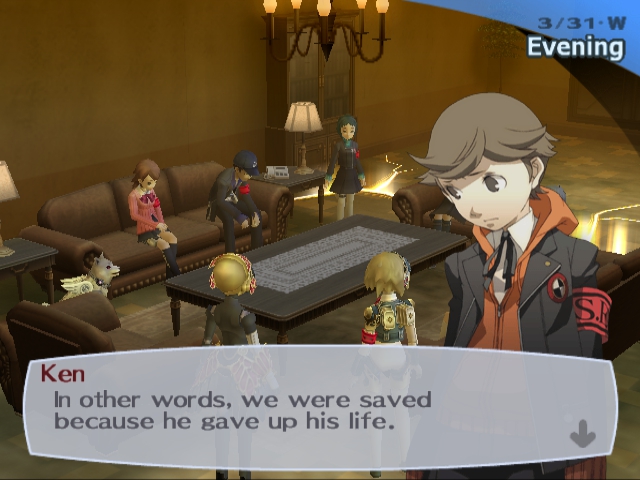 3/31·W
Evening
S.
Ken
In other words, we were saved
because he gave up his life.